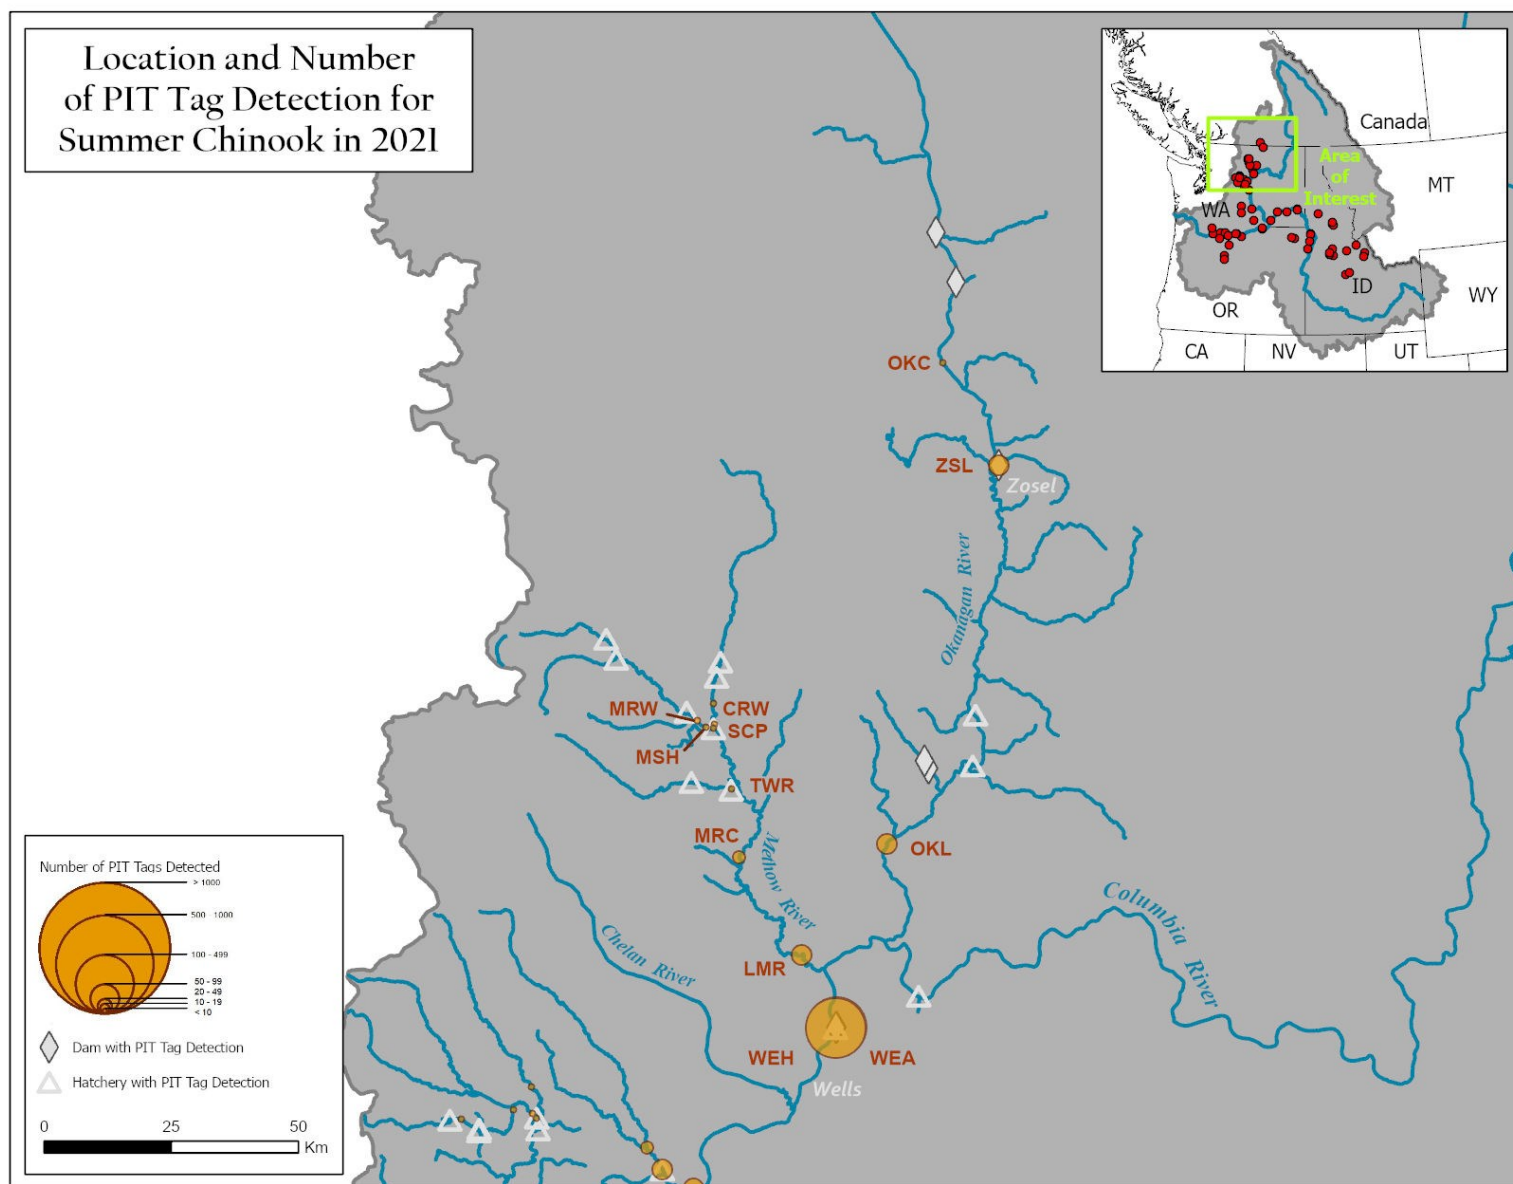 Location and Number
of PIT Tag Detection for
Summer Chinook in 2021
Canada
Area
of
Interest
MT
WA
ID
WY
OR
CA
NV
UT
OKC
ZSL
Zosel
Okanagan River
MRW
CRW
SCP
MSH
TWR
MRC
OKL
Methow River
Columbia River
Chelan River
LMR
WEH
WEA
Wells
Number of PIT Tags Detected
> 1000
500 - 1000
100 - 499
50 - 99
20 - 49
10 - 19
< 10
Dam with PIT Tag Detection
Hatchery with PIT Tag Detection
0 25 50
Km